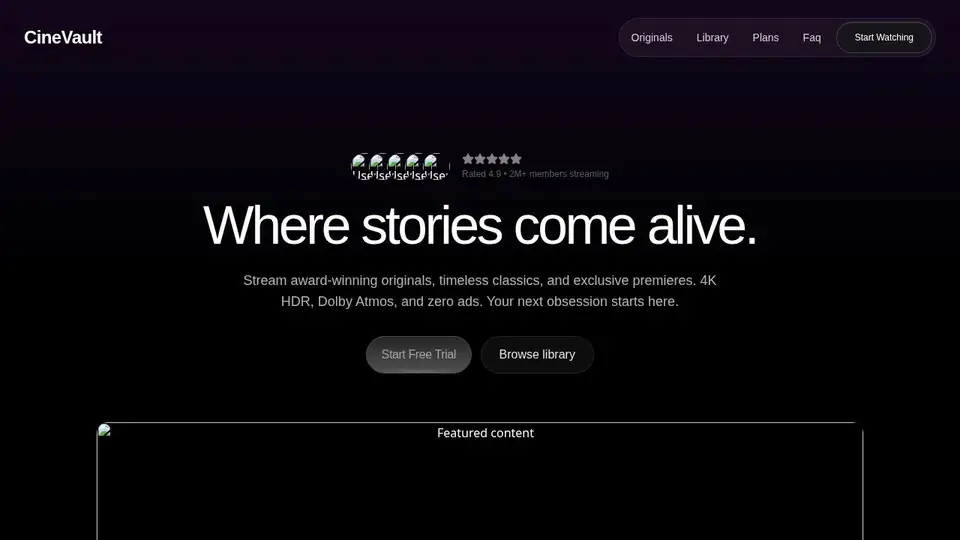 CineVault
Originals
Library
Plans
Faq
Start Watching
Rated 4.9 • 2M+ members streaming
Where stories come alive.
Stream award-winning originals, timeless classics, and exclusive premieres. 4K
HDR, Dolby Atmos, and zero ads. Your next obsession starts here.
Start Free Trial
Browse library
Featured content